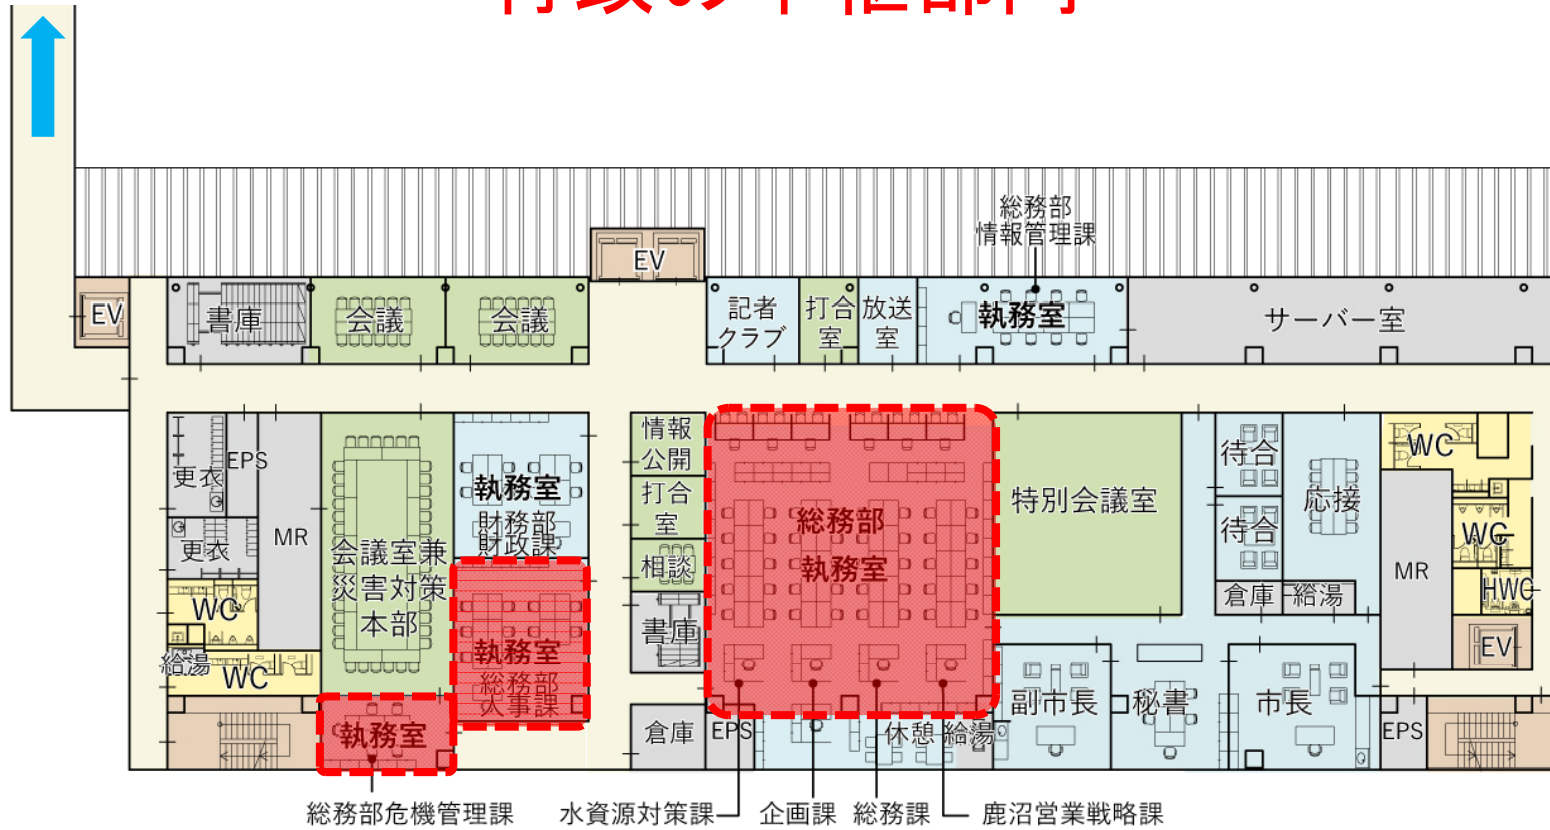 総務部
情報管理課
EV
EV
書庫
会議
会議
記者
クラブ
打合
室
放送
室
執務室
サーバー室
更衣
EPS
MR
更衣
会議室兼
災害対策
本部
執務室
財務部
財政課
情報
公開
打合
室
相談
書庫
総務部
執務室
特別会議室
待合
待合
応接
倉庫
給湯
WC
WC
HWC
MR
EV
WC
給湯
WC
執務室
総務部
人事課
執務室
倉庫
EPS
休憩
給湯
副市長
秘書
市長
EPS
総務部危機管理課
水資源対策課
企画課
総務課
鹿沼営業戦略課